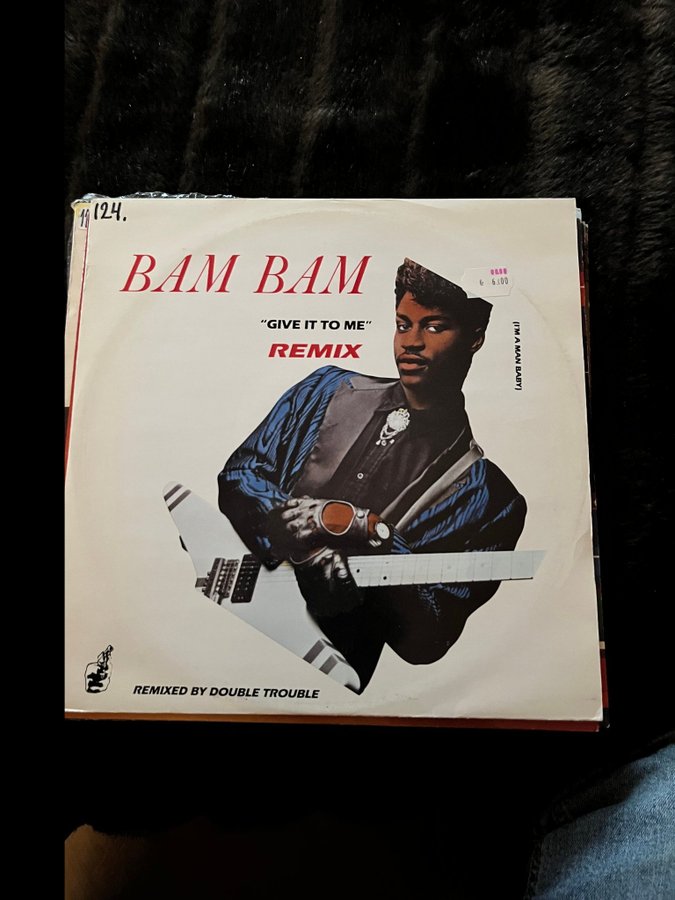 124.
BAM BAM
6.00
"GIVE IT TO ME"
REMIX
(I'M A MAN BABY)
REMIXED BY DOUBLE TROUBLE